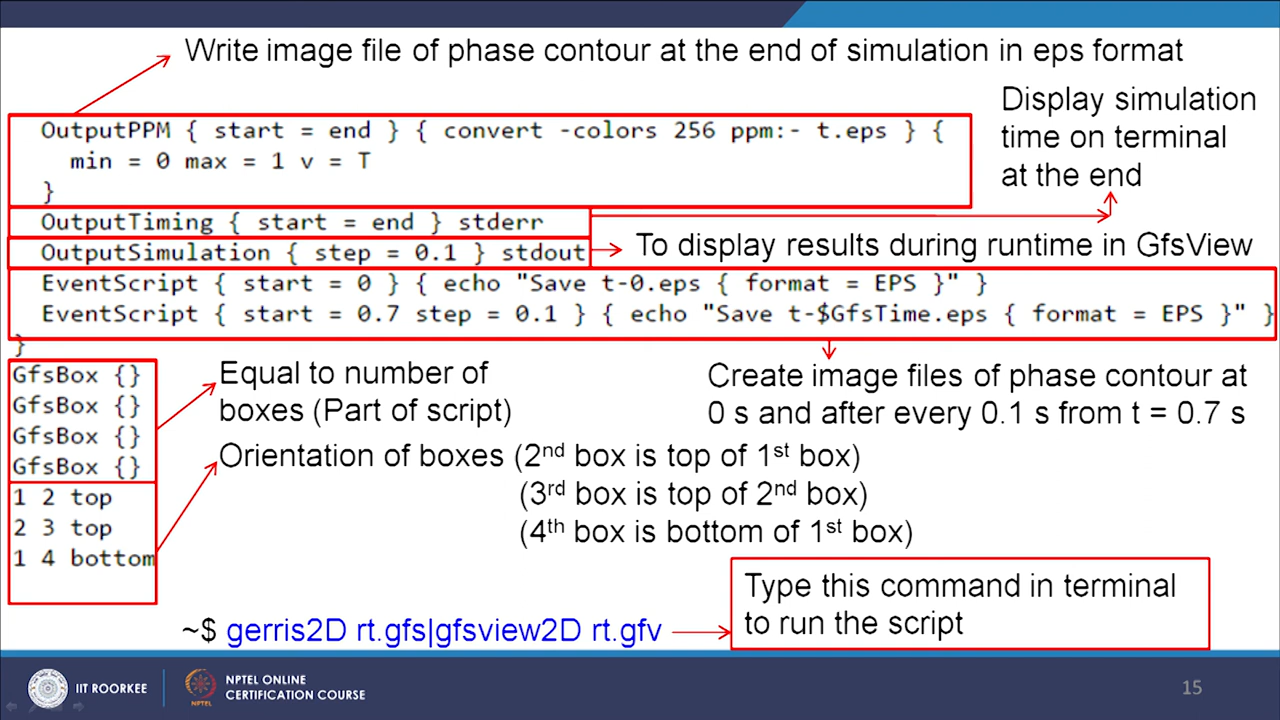 Write image file of phase contour at the end of simulation in eps format
Display simulation
time on terminal
at the end
OutputPPM { start = end } { convert -colors 256 ppm:- t.eps } {
min = 0 max = 1 v = T
}
OutputTiming { start = end } stderr
OutputSimulation { step = 0.1 } stdout
To display results during runtime in GfsView
EventScript { start = 0 } { echo "Save t-0.eps { format = EPS }" }
EventScript { start = 0.7 step = 0.1 } { echo "Save t-$GfsTime.eps { format = EPS }" }
}
GfsBox {}
GfsBox {}
GfsBox {}
GfsBox {}
Equal to number of
boxes (Part of script)
Create image files of phase contour at
0 s and after every 0.1 s from t = 0.7 s
1 2 top
2 3 top
1 4 bottom
Orientation of boxes (2nd box is top of 1st box)
(3rd box is top of 2nd box)
(4th box is bottom of 1st box)
~$ gerris2D rt.gfs|gfsview2D rt.gfv
Type this command in terminal
to run the script
IIT ROORKEE
NPTEL
NPTEL ONLINE
CERTIFICATION COURSE
15